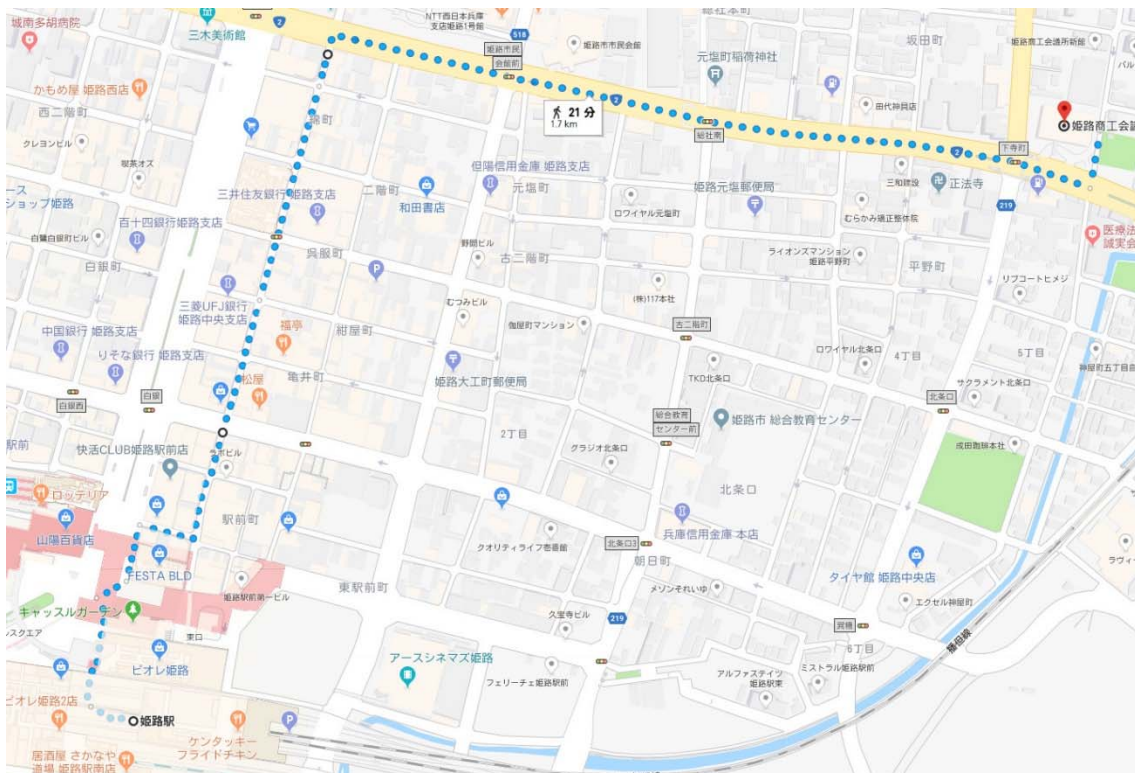 城南多胡病院
三木美術館
2
NTT西日本兵庫
支店姫路1号館
518
総社本町
坂田町
姫路商工会議所新館
姫路市民
会館前
姫路市市民会館
元塩町稲荷神社
かもめ屋 姫路西店
西二階町
クレヨンビル
喫茶オズ
綿町
21 分
1.7 km
2
総社南
田代神具店
姫路商工会議
下寺町
2
但陽信用金庫 姫路支店
三井住友銀行 姫路支店
二階町
和田書店
元塩町
姫路元塩町郵便局
三和建設
正法寺
219
ショップ姫路
百十四銀行姫路支店
白鷺白銀町ビル
白銀町
呉服町
野間ビル
古二階町
ロワイヤル元塩町
むらかみ矯正整体院
ライオンズマンション
姫路平野町
平野町
医療法
誠実会
リブコートヒメジ
三菱UFJ銀行
姫路中央支店
むつみビル
(株)117本社
中国銀行 姫路支店
りそな銀行 姫路支店
福亭
紺屋町
伽屋町マンション
古二階町
ロワイヤル北条口
4丁目
5丁目
亀井町
姫路大工町郵便局
TKD北条口
サクラメント北条口
松屋
白銀西
白銀
総合教育
センター前
姫路市 総合教育センター
北条口
駅前
快活CLUB姫路駅前店
ラボビル
2丁目
グラジオ北条口
北条口
ロッテリア
山陽百貨店
駅前町
兵庫信用金庫 本店
クオリティライフ壱番館
北条口3
朝日町
FESTA BLD
東駅前町
メゾンそれいゆ
タイヤ館 姫路中央店
姫路駅前第一ビル
キャッスルガーデン
エクセル神屋町
東口
久宝寺ビル
219
6丁目
播但線
ビオレ姫路
アースシネマズ姫路
フェリーチェ姫路駅前
アルファステイツ
姫路駅東
ミストラル姫路駅前
ビオレ姫路2店
姫路駅
ケンタッキー
フライドチキン
居酒屋 さかなや
道場 姫路駅南店